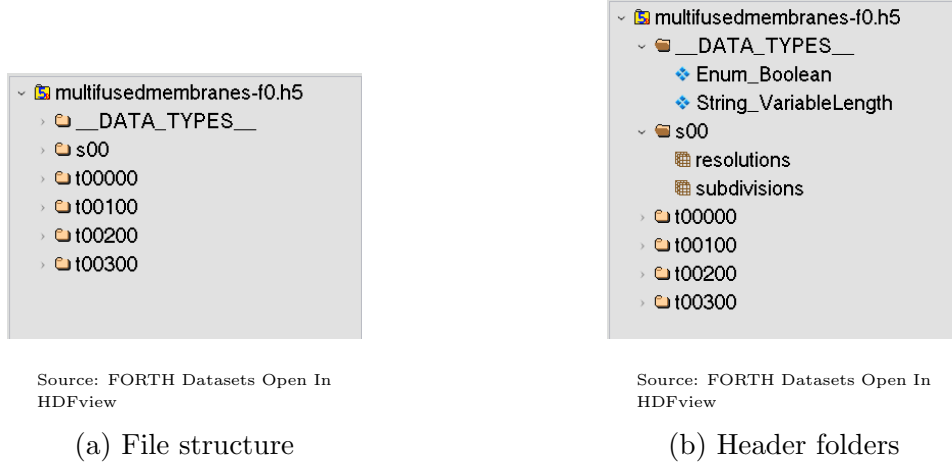 multifusedmembranes-f0.h5
__DATA_TYPES__
s00
t00000
t00100
t00200
t00300
Source: FORTH Datasets Open In
HDFview
(a) File structure
multifusedmembranes-f0.h5
__DATA_TYPES__
Enum_Boolean
String_VariableLength
s00
resolutions
subdivisions
t00000
t00100
t00200
t00300
Source: FORTH Datasets Open In
HDFview
(b) Header folders